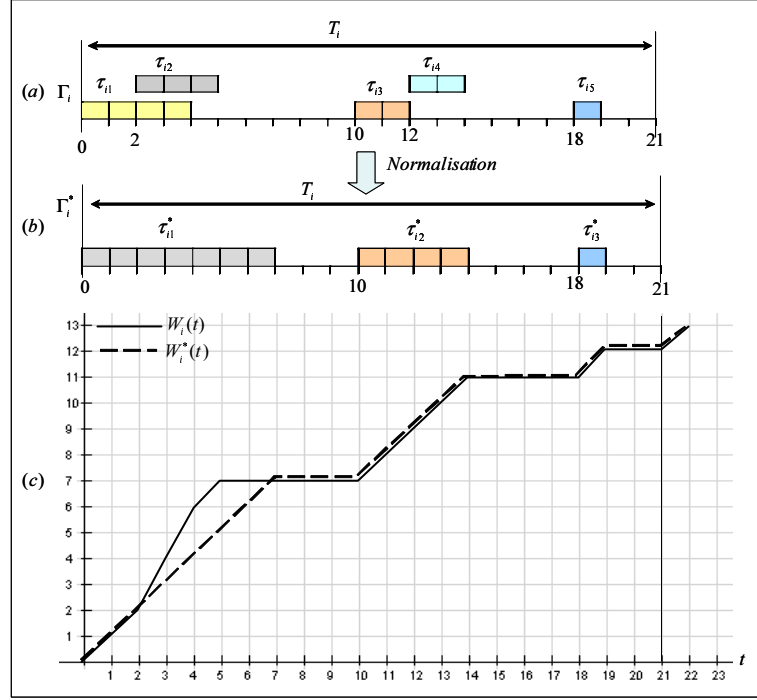 T_i
τ_i2 τ_i4
τ_i1 τ_i3 τ_i5
(a) Γ_i
0 2 10 12 18 21
Normalisation
Γ_i^* T_i
(b) τ_i1^* τ_i2^* τ_i3^*
0 10 18 21
13 W_i(t)
12 W_i^*(t)
11
10
9
8
(c) 7
6
5
4
3
2
1
1 2 3 4 5 6 7 8 9 10 11 12 13 14 15 16 17 18 19 20 21 22 23 t